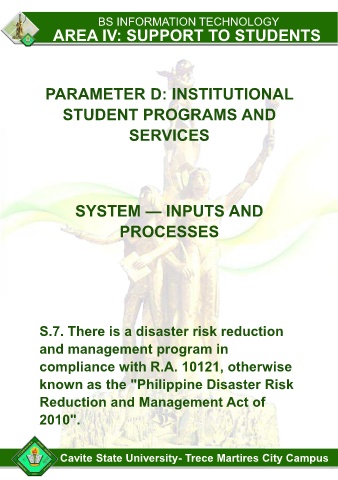 BS INFORMATION TECHNOLOGY
AREA IV: SUPPORT TO STUDENTS
PARAMETER D: INSTITUTIONAL
STUDENT PROGRAMS AND
SERVICES
SYSTEM — INPUTS AND
PROCESSES
S.7. There is a disaster risk reduction
and management program in
compliance with R.A. 10121, otherwise
known as the "Philippine Disaster Risk
Reduction and Management Act of
2010".
Cavite State University- Trece Martires City Campus